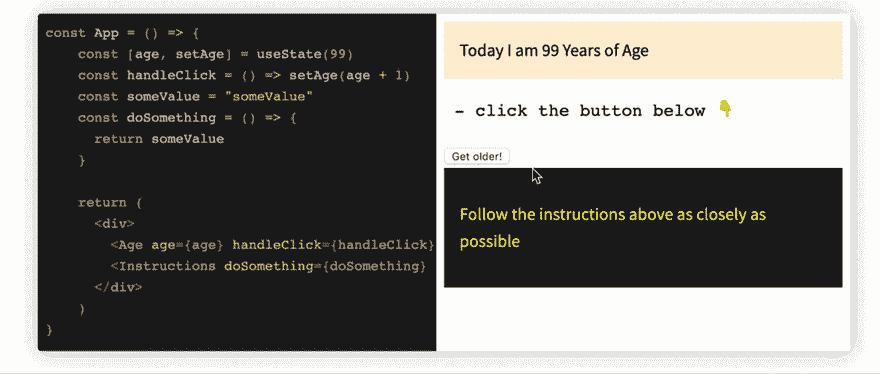 const App = () => {
    const [age, setAge] = useState(99)
    const handleClick = () => setAge(age + 1)
    const someValue = "someValue"
    const doSomething = () => {
      return someValue
    }

    return (
      <div>
        <Age age={age} handleClick={handleClick}
        <Instructions doSomething={doSomething}
      </div>
    )
}
Today I am 99 Years of Age
- click the button below 👇
Get older!
Follow the instructions above as closely as
possible